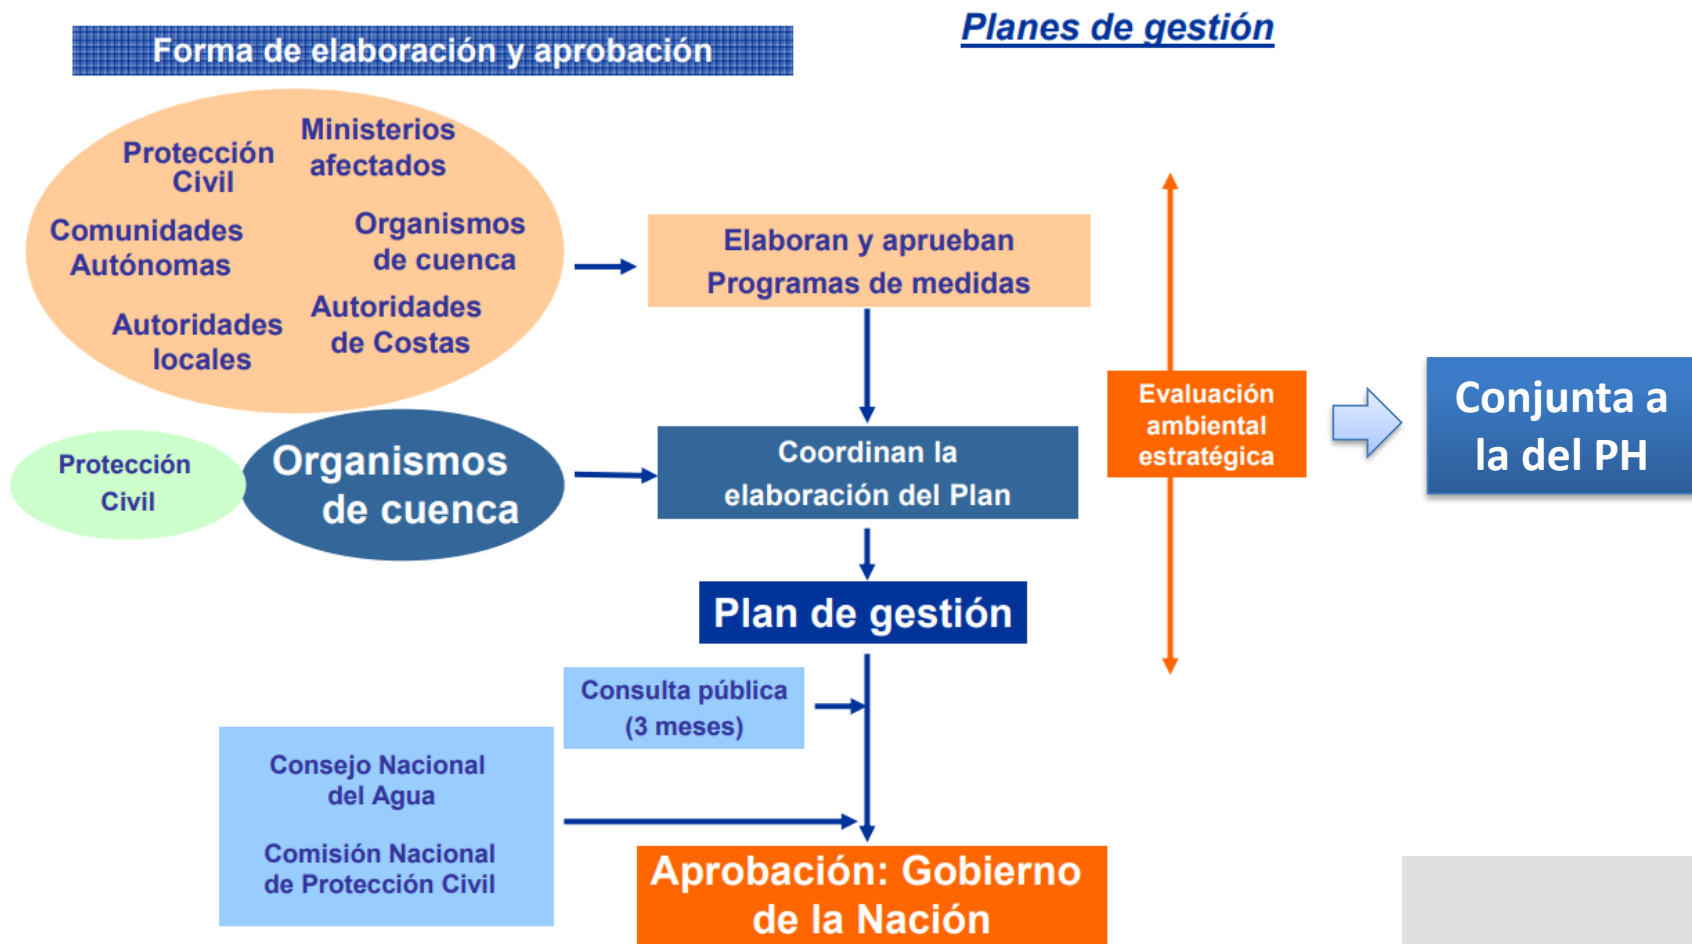 Planes de gestión
Forma de elaboración y aprobación
Ministerios
afectados
Protección
Civil
Comunidades
Autónomas
Organismos
de cuenca
Autoridades
locales
Autoridades
de Costas
Elaboran y aprueban
Programas de medidas
Protección
Civil
Organismos
de cuenca
Coordinan la
elaboración del Plan
Evaluación
ambiental
estratégica
Conjunta a
la del PH
Plan de gestión
Consulta pública
(3 meses)
Consejo Nacional
del Agua
Comisión Nacional
de Protección Civil
Aprobación: Gobierno
de la Nación